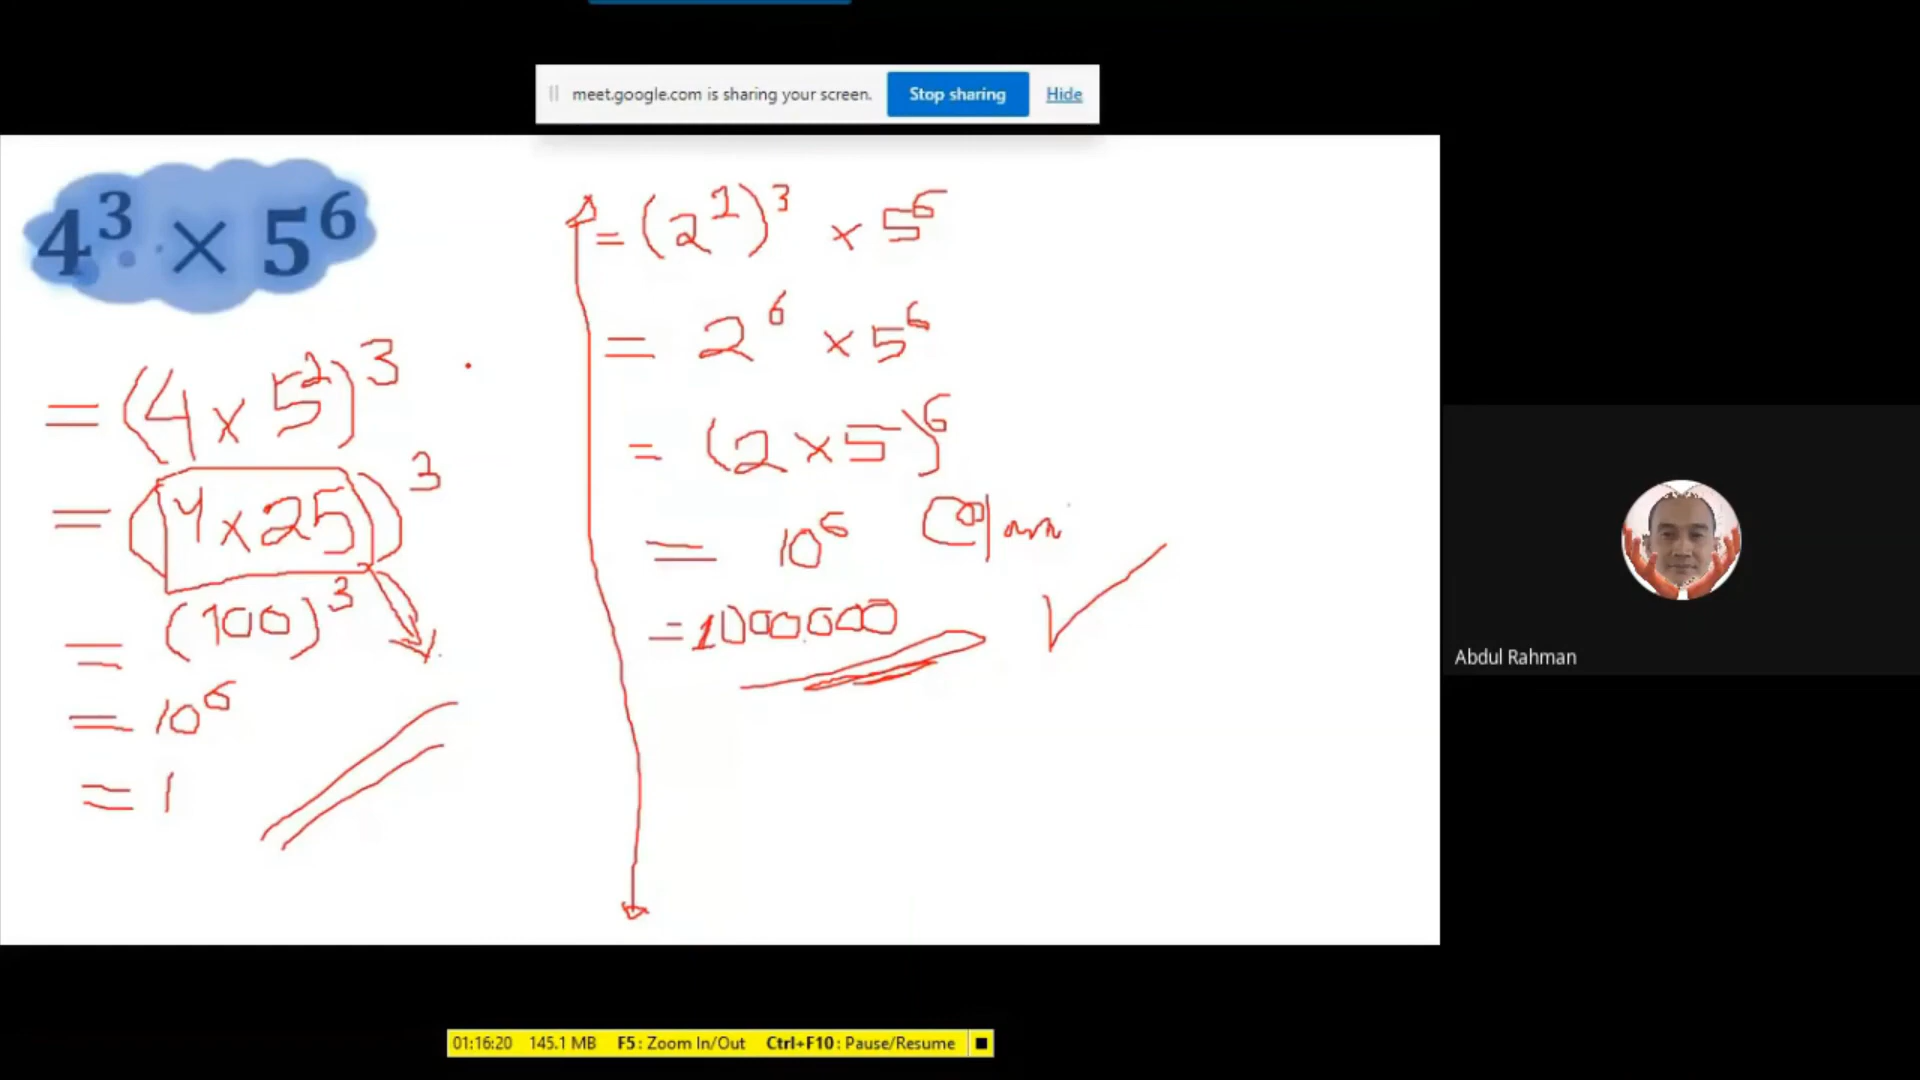 meet.google.com is sharing your screen. Stop sharing Hide
4³ × 5⁶
= (4 × 5²)³
= (4 × 25)³
= (100)³
= 10⁶
= 1
= (2²)³ × 5⁶
= 2⁶ × 5⁶
= (2 × 5)⁶
= 10⁶
= 1000.000
Abdul Rahman
01:16:20 145.1 MB F5: Zoom In/Out Ctrl+F10: Pause/Resume